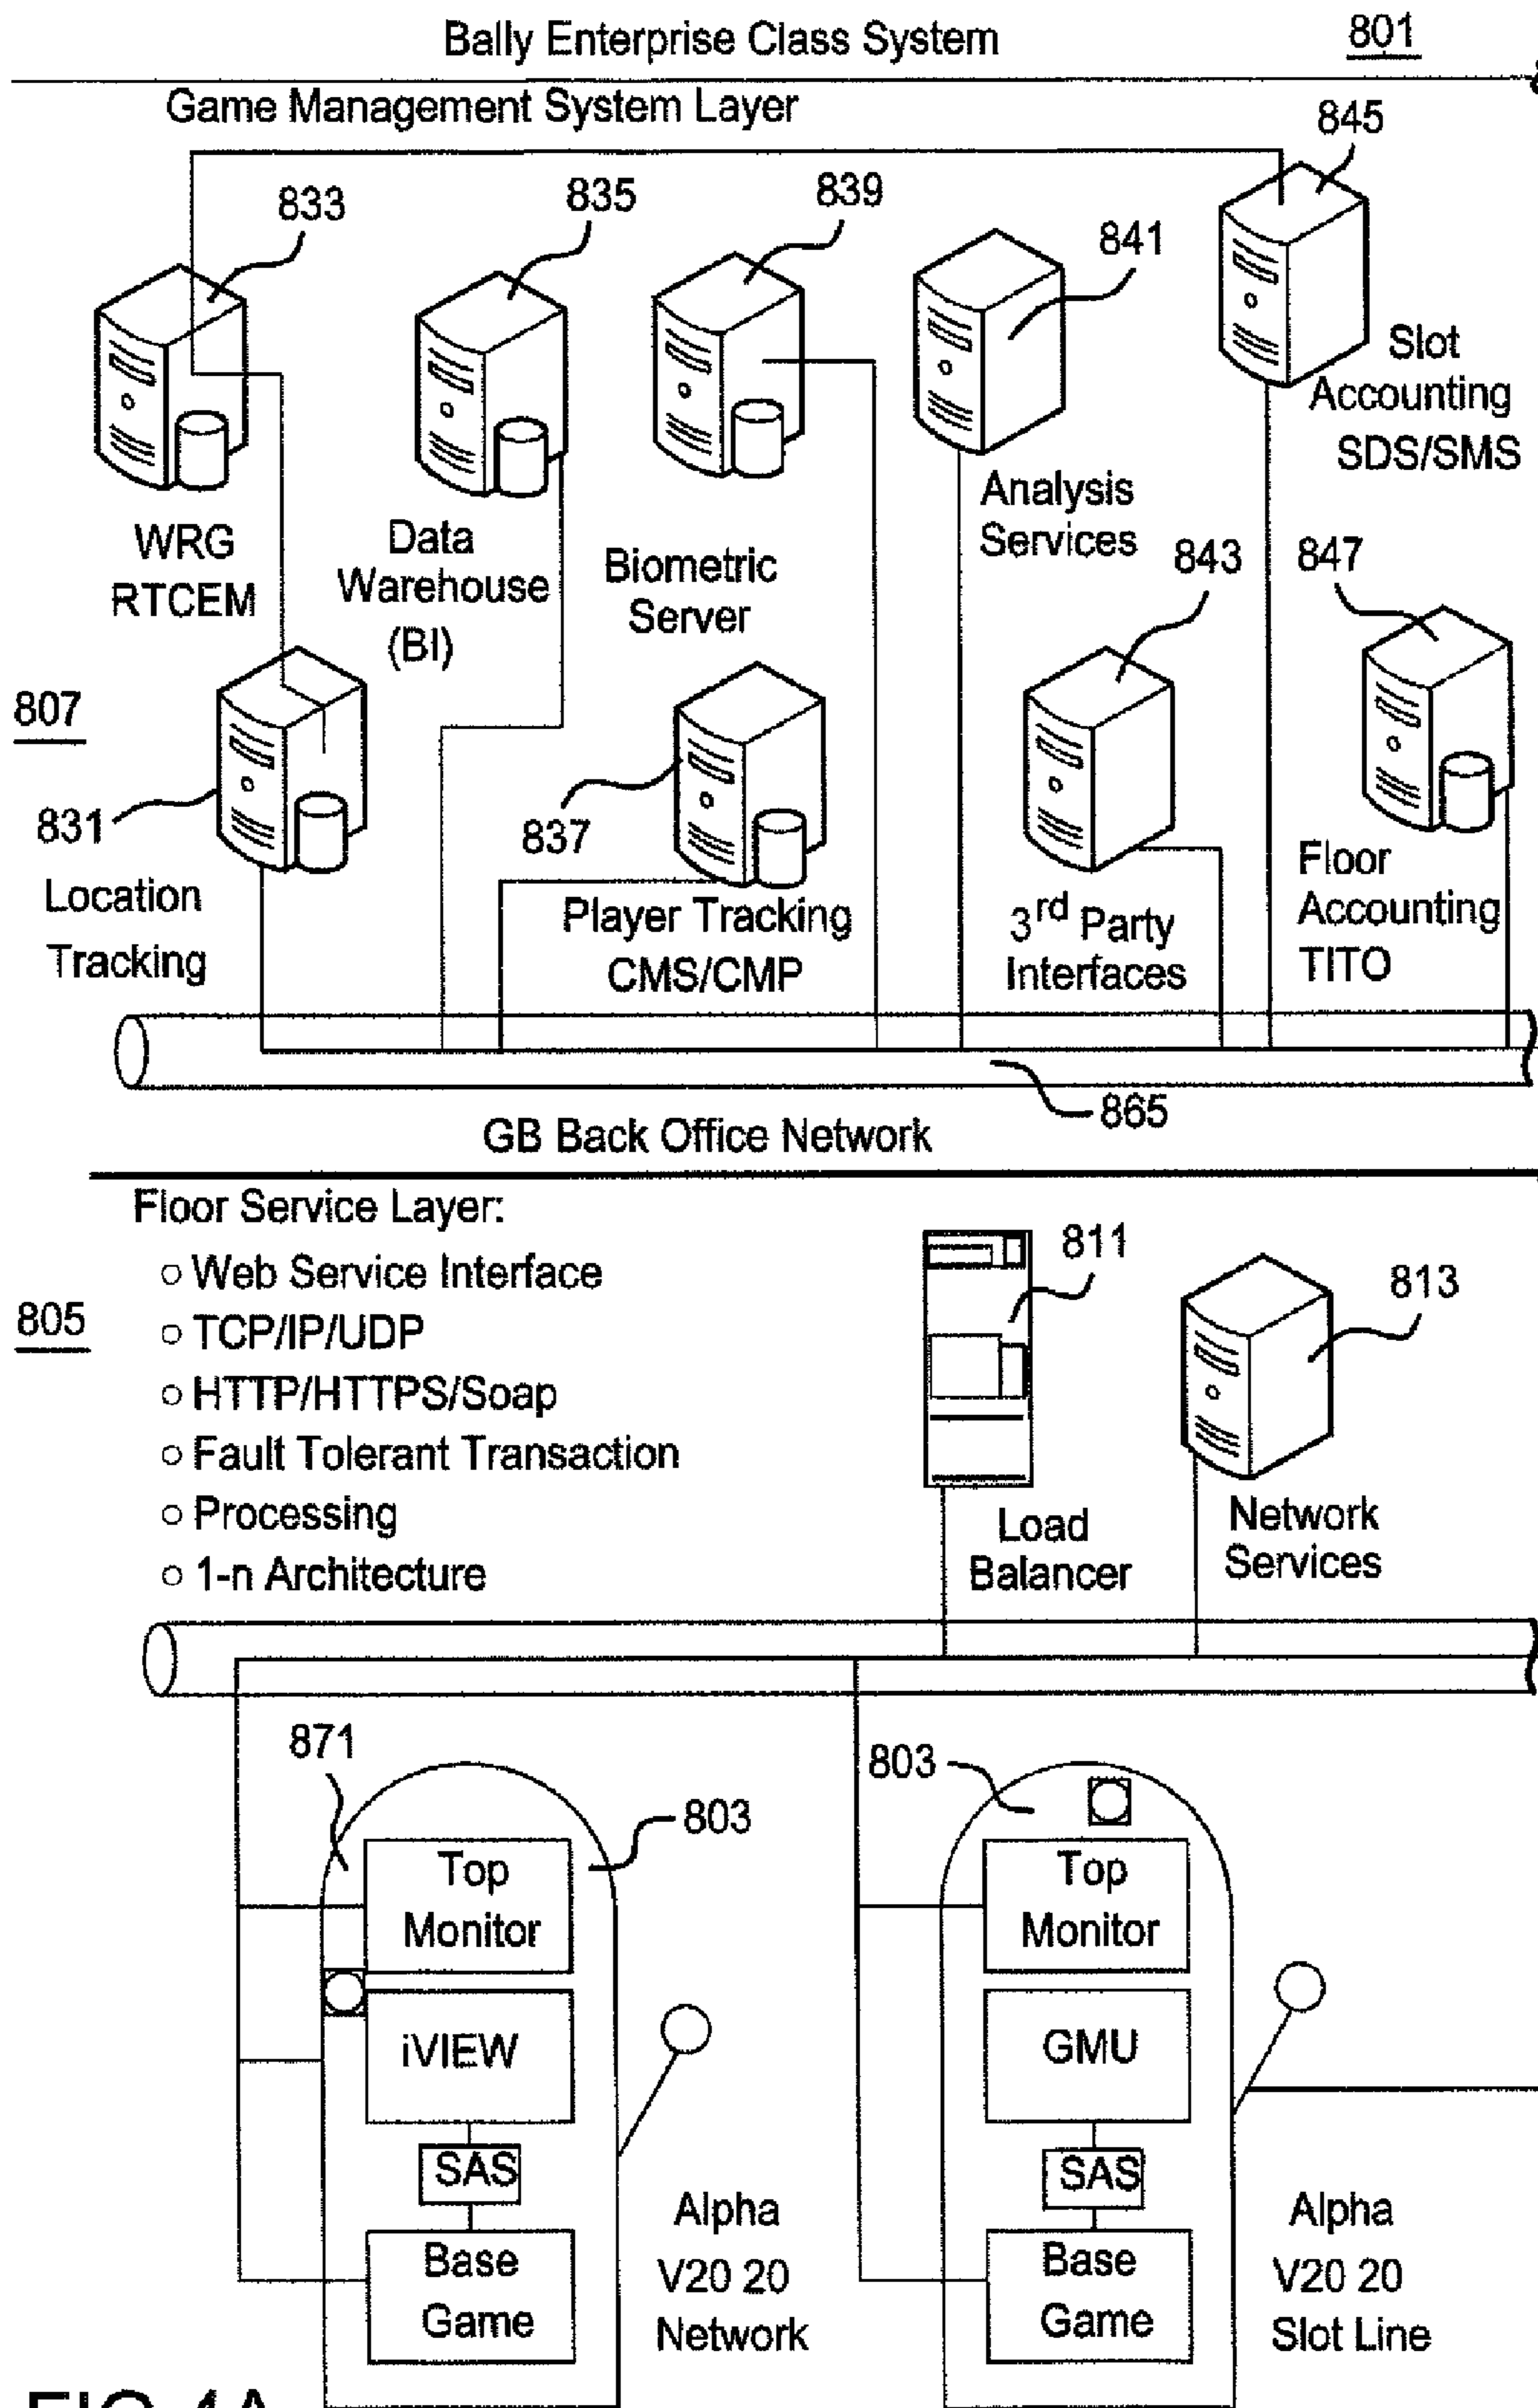 Bally Enterprise Class System
801
Game Management System Layer
845
833
835
839
841
Slot
Accounting
SDS/SMS
Analysis
Services
WRG
RTCEM
Data
Warehouse
(BI)
Biometric
Server
843
847
807
831
837
Location
Tracking
Player Tracking
CMS/CMP
3rd Party
Interfaces
Floor
Accounting
TITO
865
GB Back Office Network
Floor Service Layer:
○ Web Service Interface
805
○ TCP/IP/UDP
○ HTTP/HTTPS/Soap
○ Fault Tolerant Transaction
○ Processing
○ 1-n Architecture
811
813
Load
Balancer
Network
Services
871
803
803
Top
Monitor
iVIEW
SAS
Base
Game
Alpha
V20 20
Network
Top
Monitor
GMU
SAS
Base
Game
Alpha
V20 20
Slot Line
FIG 4A